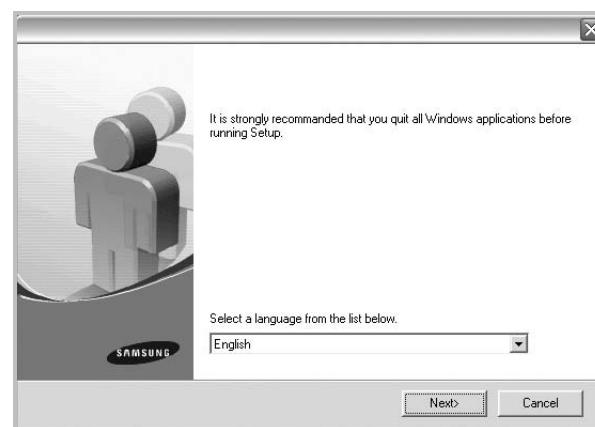 It is strongly recommanded that you quit all Windows applications before
running Setup.
Select a language from the list below.
English
SAMSUNG
Next>
Cancel